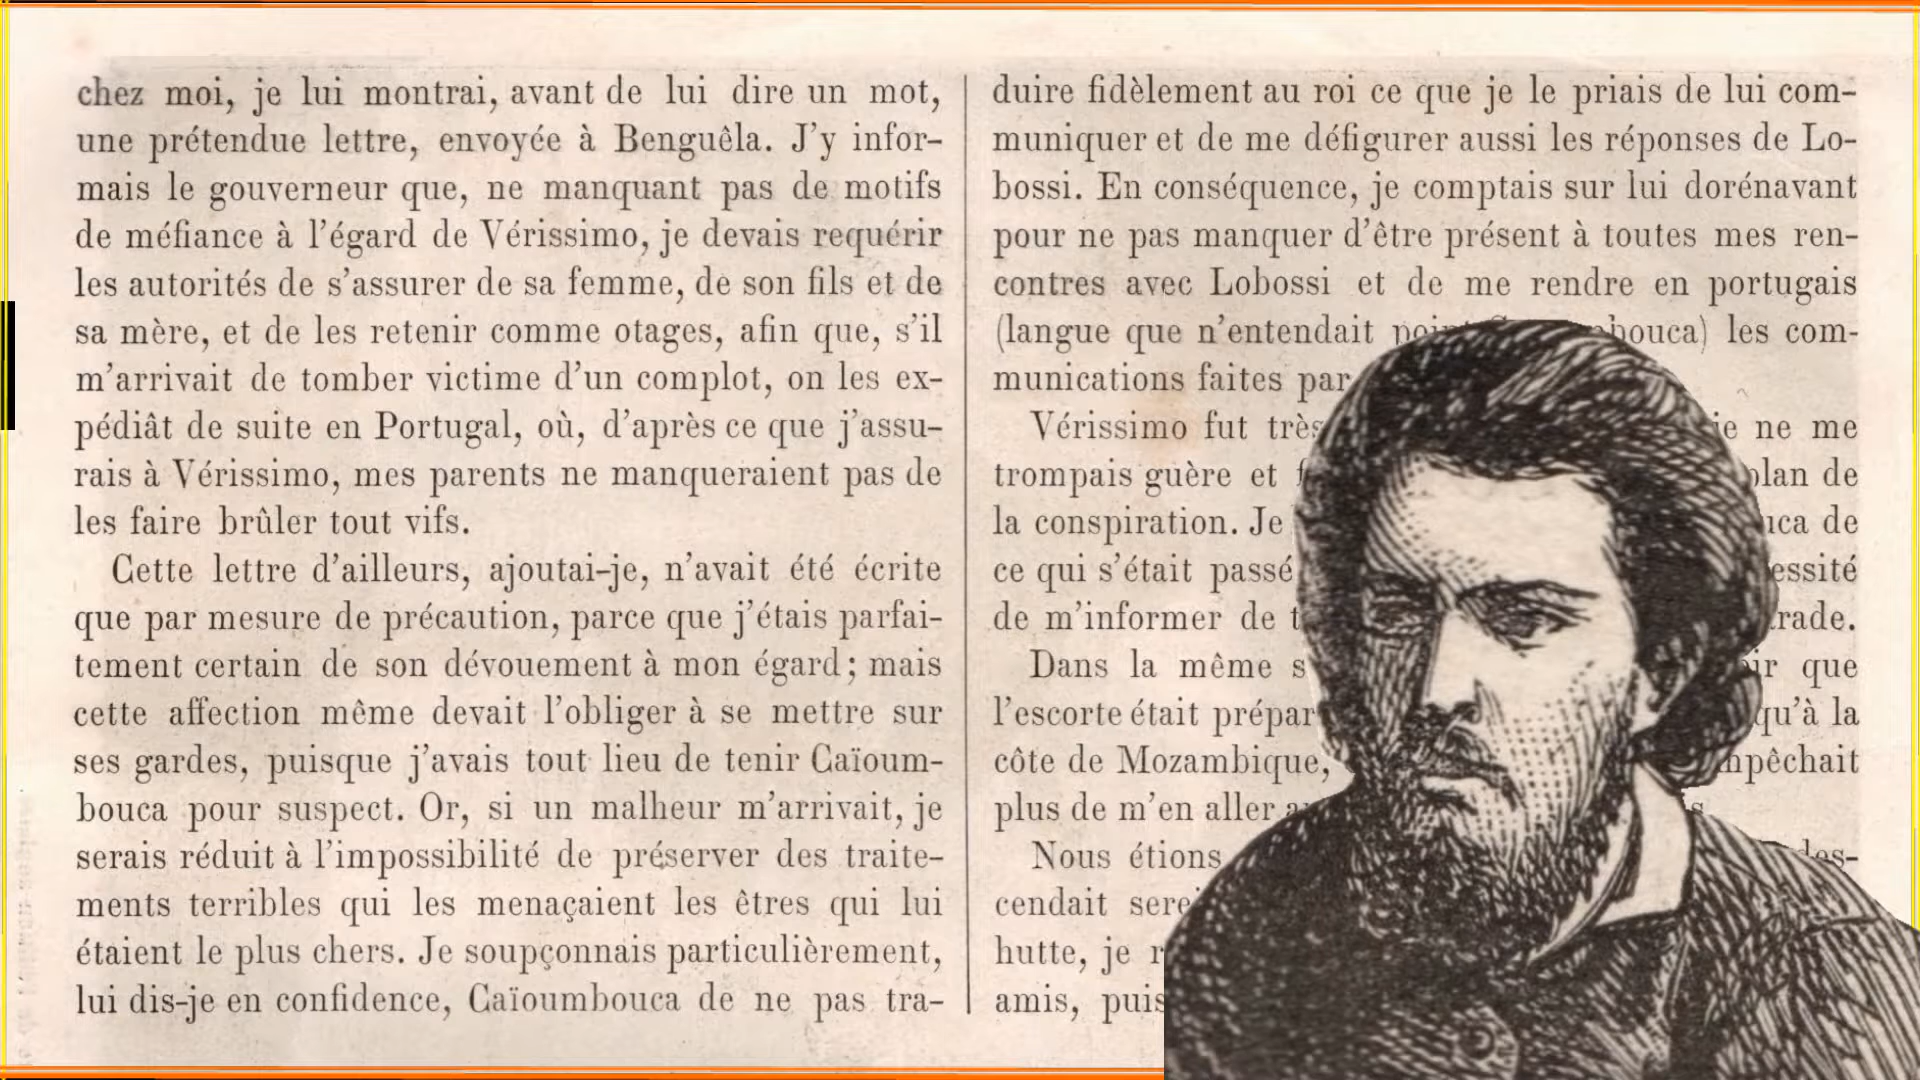 chez moi, je lui montrai, avant de lui dire un mot,
une prétendue lettre, envoyée à Benguêla. J'y infor-
mais le gouverneur que, ne manquant pas de motifs
de méfiance à l'égard de Vérissimo, je devais requérir
les autorités de s'assurer de sa femme, de son fils et de
sa mère, et de les retenir comme otages, afin que, s'il
m'arrivait de tomber victime d'un complot, on les ex-
pédiât de suite en Portugal, où, d'après ce que j'assu-
rais à Vérissimo, mes parents ne manqueraient pas de
les faire brûler tout vifs.
Cette lettre d'ailleurs, ajoutai-je, n'avait été écrite
que par mesure de précaution, parce que j'étais parfai-
tement certain de son dévouement à mon égard; mais
cette affection même devait l'obliger à se mettre sur
ses gardes, puisque j'avais tout lieu de tenir Caïoum-
bouca pour suspect. Or, si un malheur m'arrivait, je
serais réduit à l'impossibilité de préserver des traite-
ments terribles qui les menaçaient les êtres qui lui
étaient le plus chers. Je soupçonnais particulièrement,
lui dis-je en confidence, Caïoumbouca de ne pas tra-
duire fidèlement au roi ce que je le priais de lui com-
muniquer et de me défigurer aussi les réponses de Lo-
bossi. En conséquence, je comptais sur lui dorénavant
pour ne pas manquer d'être présent à toutes mes ren-
contres avec Lobossi et de me rendre en portugais
(langue que n'entendait les com-
munications faites par
Vérissimo fut très je ne me
trompais guère et plan de
la conspiration. Je de
ce qui s'était passé
de m'informer de
Dans la même que
l'escorte était qu'à la
côte de Mozambique,
plus de m'en aller
Nous étions des-
cendait
hutte, je
amis,